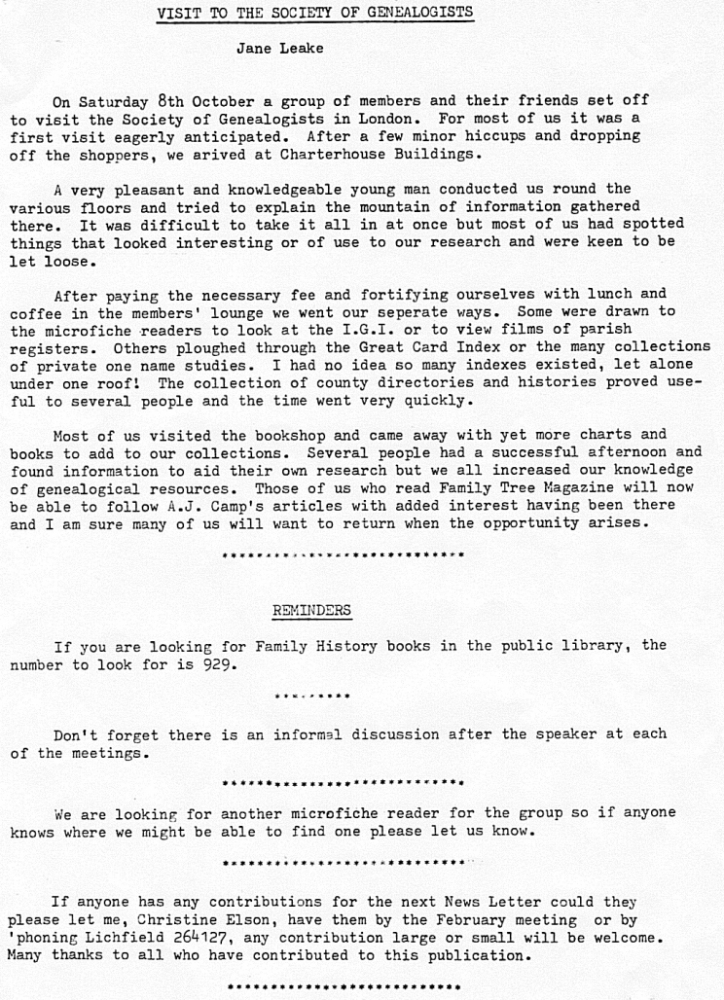 VISIT TO THE SOCIETY OF GENEALOGISTS
Jane Leake
On Saturday 8th October a group of members and their friends set off
to visit the Society of Genealogists in London. For most of us it was a
first visit eagerly anticipated. After a few minor hiccups and dropping
off the shoppers, we arived at Charterhouse Buildings.
A very pleasant and knowledgeable young man conducted us round the
various floors and tried to explain the mountain of information gathered
there. It was difficult to take it all in at once but most of us had spotted
things that looked interesting or of use to our research and were keen to be
let loose.
After paying the necessary fee and fortifying ourselves with lunch and
coffee in the members' lounge we went our seperate ways. Some were drawn to
the microfiche readers to look at the I.G.I. or to view films of parish
registers. Others ploughed through the Great Card Index or the many collections
of private one name studies. I had no idea so many indexes existed, let alone
under one roof! The collection of county directories and histories proved use-
ful to several people and the time went very quickly.
Most of us visited the bookshop and came away with yet more charts and
books to add to our collections. Several people had a successful afternoon and
found information to aid their own research but we all increased our knowledge
of genealogical resources. Those of us who read Family Tree Magazine will now
be able to follow A.J. Camp's articles with added interest having been there
and I am sure many of us will want to return when the opportunity arises.
****************************
REMINDERS
If you are looking for Family History books in the public library, the
number to look for is 929.
*********
Don't forget there is an informal discussion after the speaker at each
of the meetings.
****************************
We are looking for another microfiche reader for the group so if anyone
knows where we might be able to find one please let us know.
****************************
If anyone has any contributions for the next News Letter could they
please let me, Christine Elson, have them by the February meeting or by
'phoning Lichfield 264127, any contribution large or small will be welcome.
Many thanks to all who have contributed to this publication.
***************************